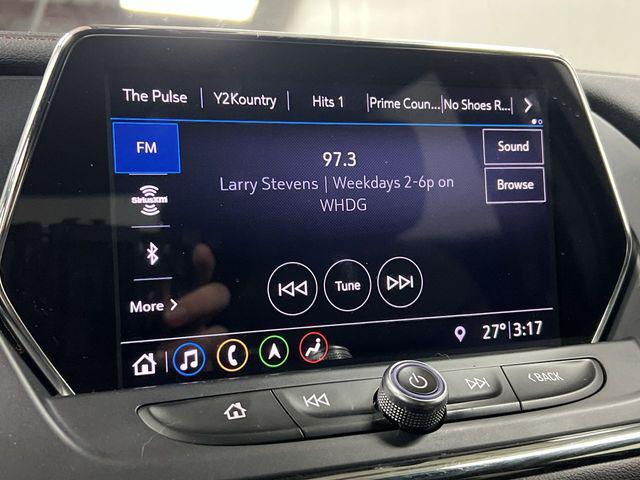 The Pulse Y2Kountry Hits 1 Prime Coun... No Shoes R...
FM
97.3
Sound
Larry Stevens | Weekdays 2-6p on
WHDG
SiriusXM
Browse
Tune
More
27° 3:17
BACK